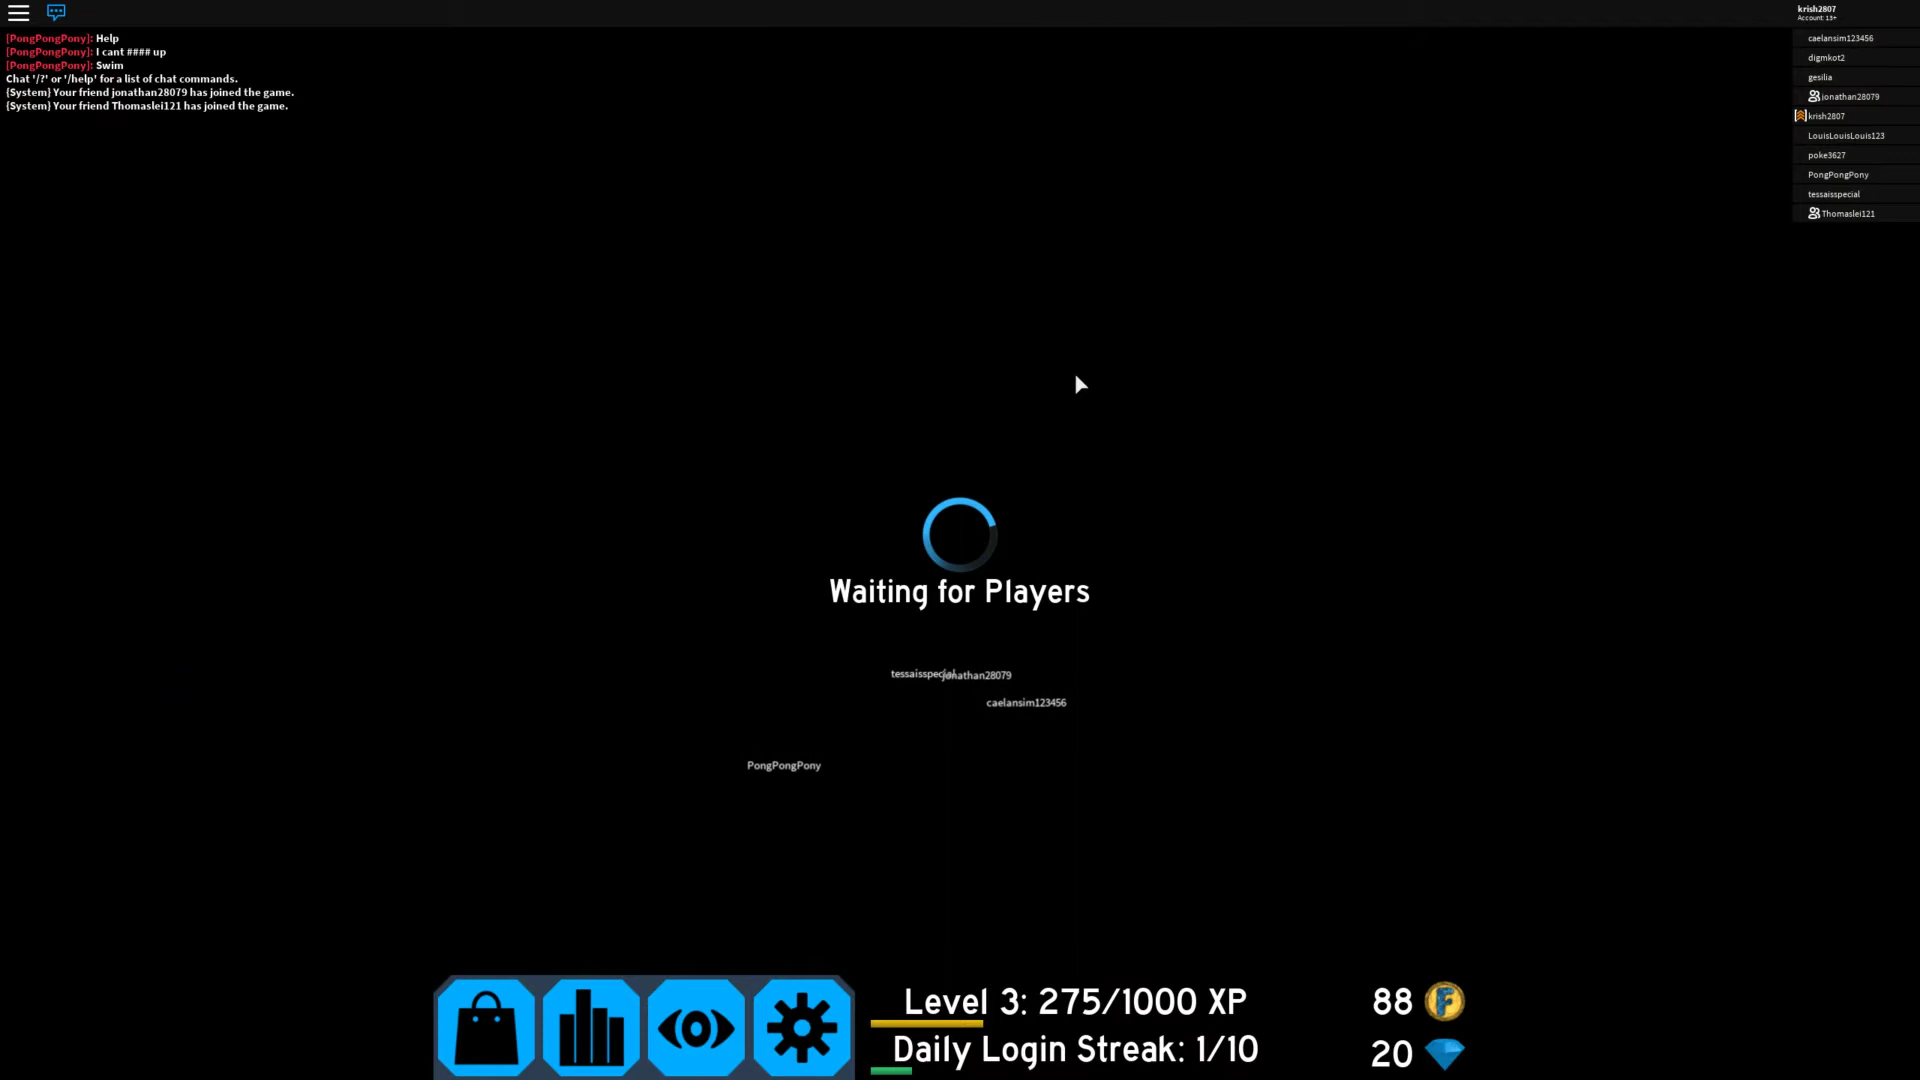 krish2807
Account: 13+
[PongPongPony]: Help
[PongPongPony]: I cant #### up
[PongPongPony]: Swim
Chat '/?' or '/help' for a list of chat commands.
{System} Your friend jonathan28079 has joined the game.
{System} Your friend Thomaslei121 has joined the game.
caelansim123456
digmkot2
gesilia
jonathan28079
krish2807
LouisLouisLouis123
poke3627
PongPongPony
tessaisspecial
Thomaslei121
Waiting for Players
tessaisspecial
jonathan28079
caelansim123456
PongPongPony
Level 3: 275/1000 XP
88
Daily Login Streak: 1/10
20